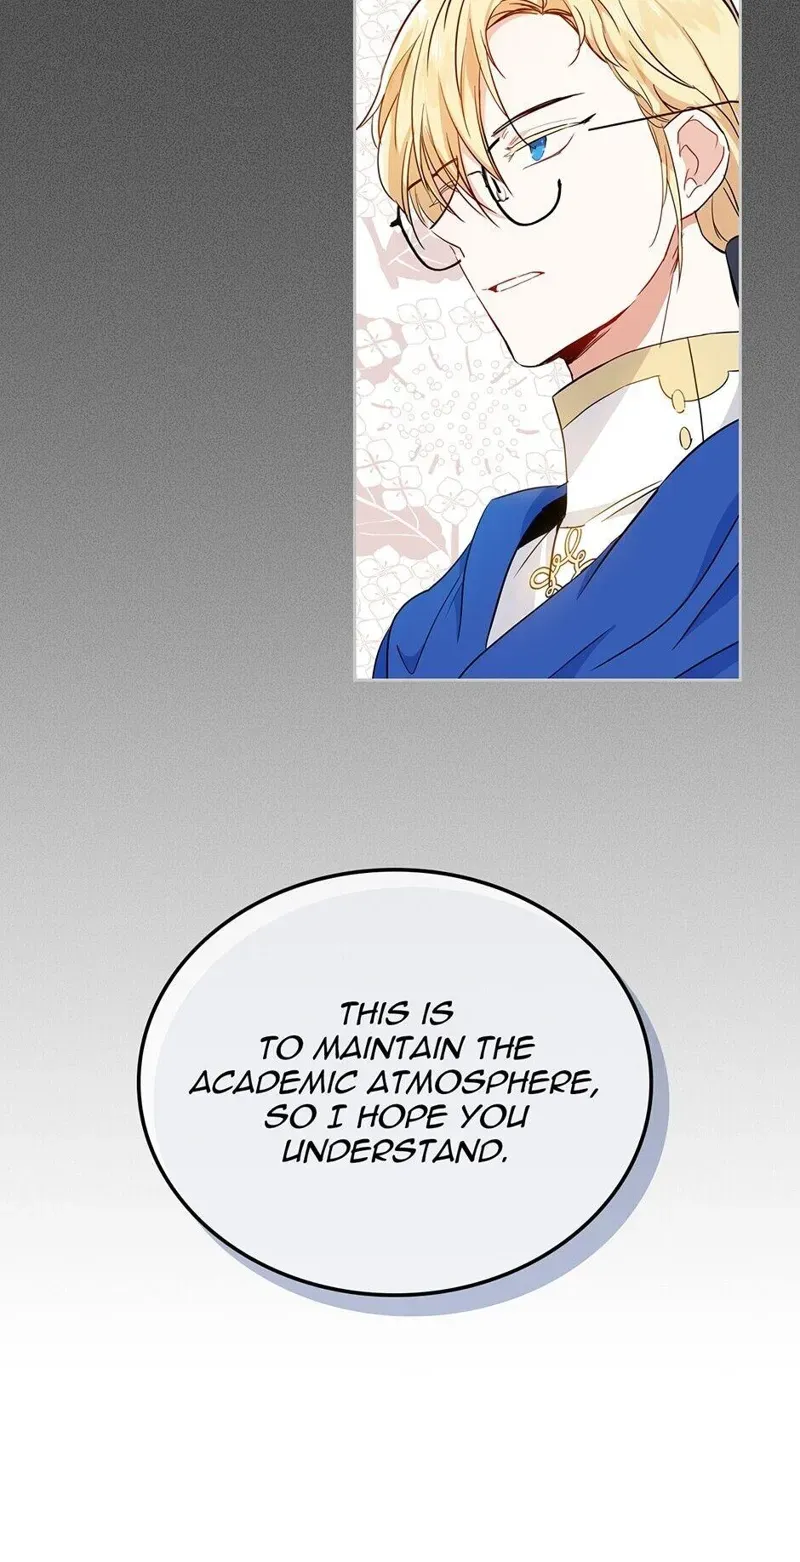 THIS IS
TO MAINTAIN THE
ACADEMIC ATMOSPHERE,
SO I HOPE YOU
UNDERSTAND.